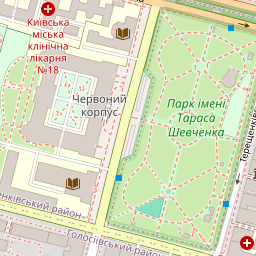 Київська
міська
клінічна
лікарня
№18
Червоний
корпус
Парк імені
Тараса
Шевченка
Голосіївський район